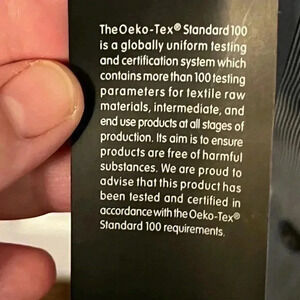 The Oeko-Tex® Standard 100
is a globally uniform testing
and certification system which
contains more than 100 testing
parameters for textile raw
materials, intermediate, and
end use products at all stages of
production. Its aim is to ensure
products are free of harmful
substances. We are proud to
advise that this product has
been tested and certified in
accordance with the Oeko-Tex®
Standard 100 requirements.